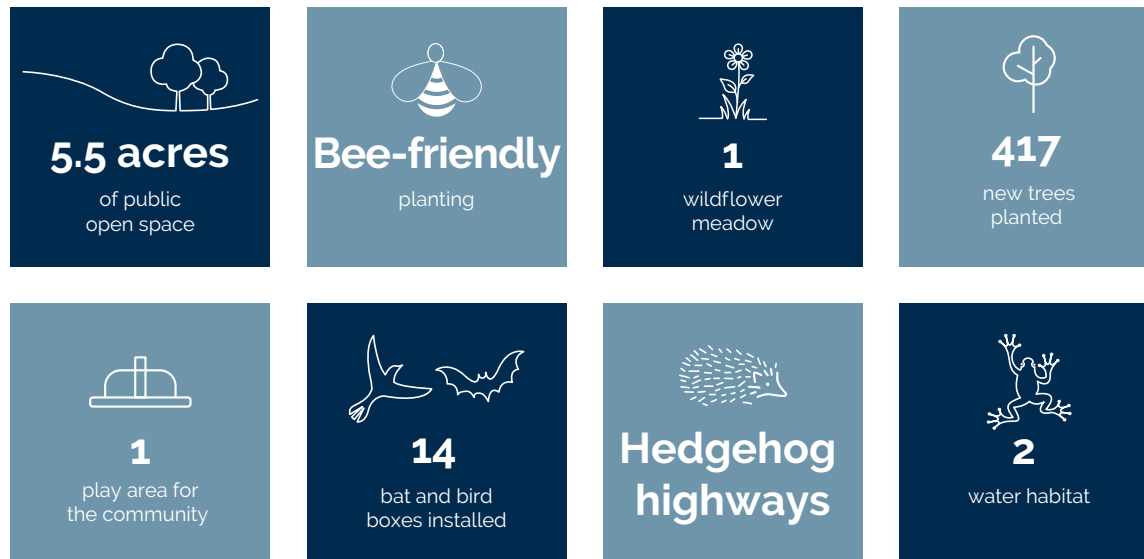 5.5 acres
of public
open space
Bee-friendly
planting
1
wildflower
meadow
417
new trees
planted
1
play area for
the community
14
bat and bird
boxes installed
Hedgehog
highways
2
water habitat